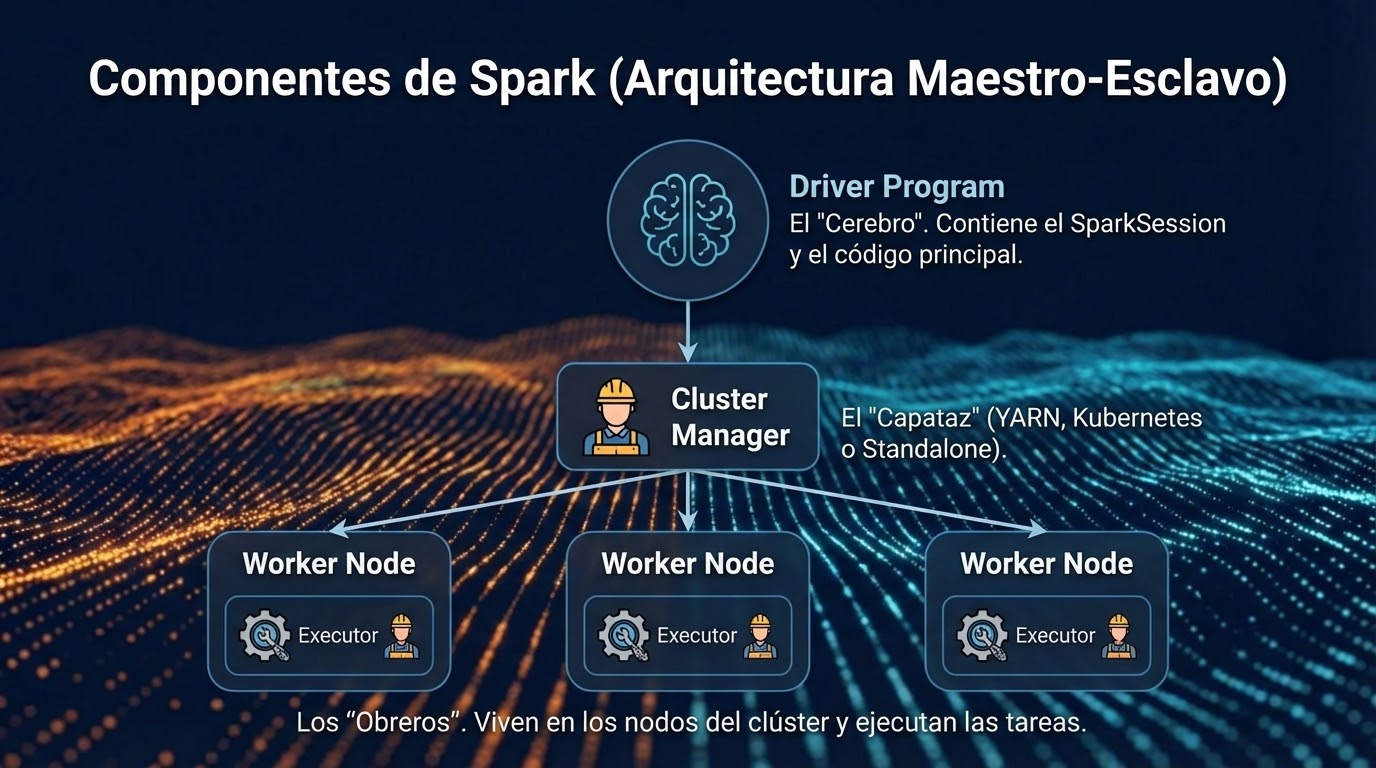 Componentes de Spark (Arquitectura Maestro-Esclavo)
Driver Program
El "Cerebro". Contiene el SparkSession
y el código principal.
Cluster
Manager
El "Capataz" (YARN, Kubernetes
o Standalone).
Worker Node
Executor
Worker Node
Executor
Worker Node
Executor
Los “Obreros”. Viven en los nodos del clúster y ejecutan las tareas.